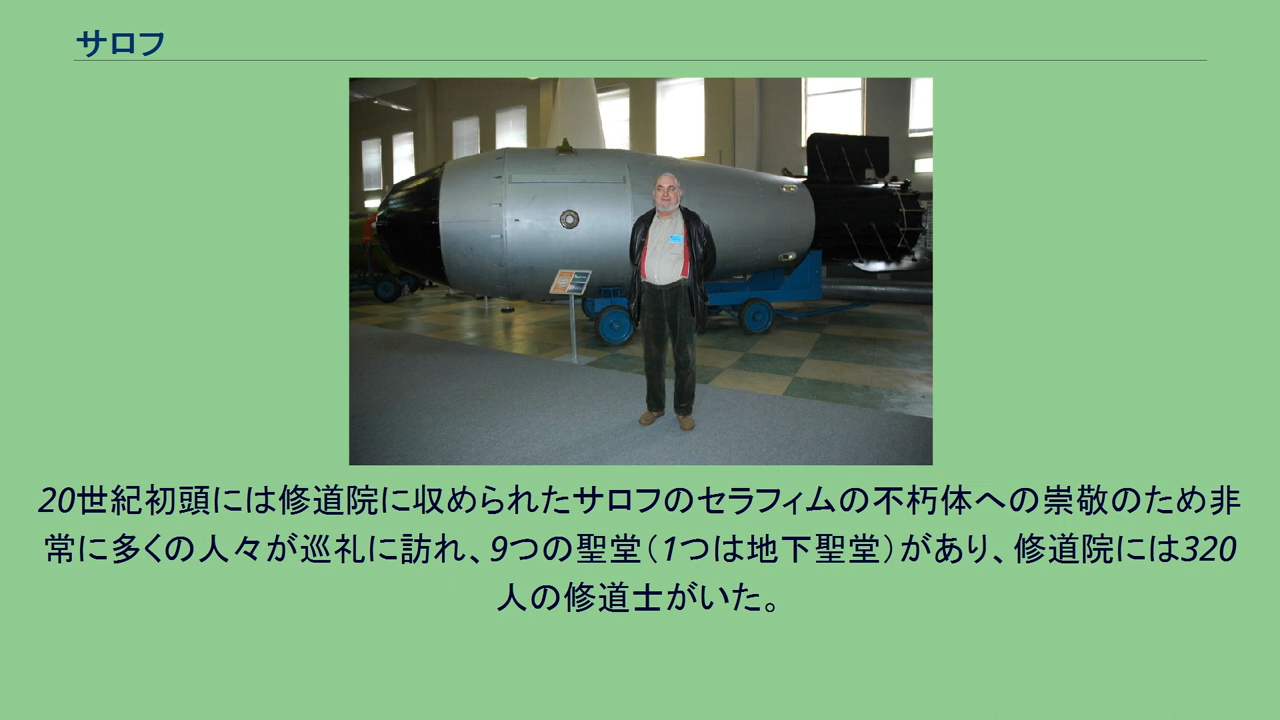 サロフ
20世紀初頭には修道院に収められたサロフのセラフィムの不朽体への崇敬のため非
常に多くの人々が巡礼に訪れ、9つの聖堂（1つは地下聖堂）があり、修道院には320
人の修道士がいた。